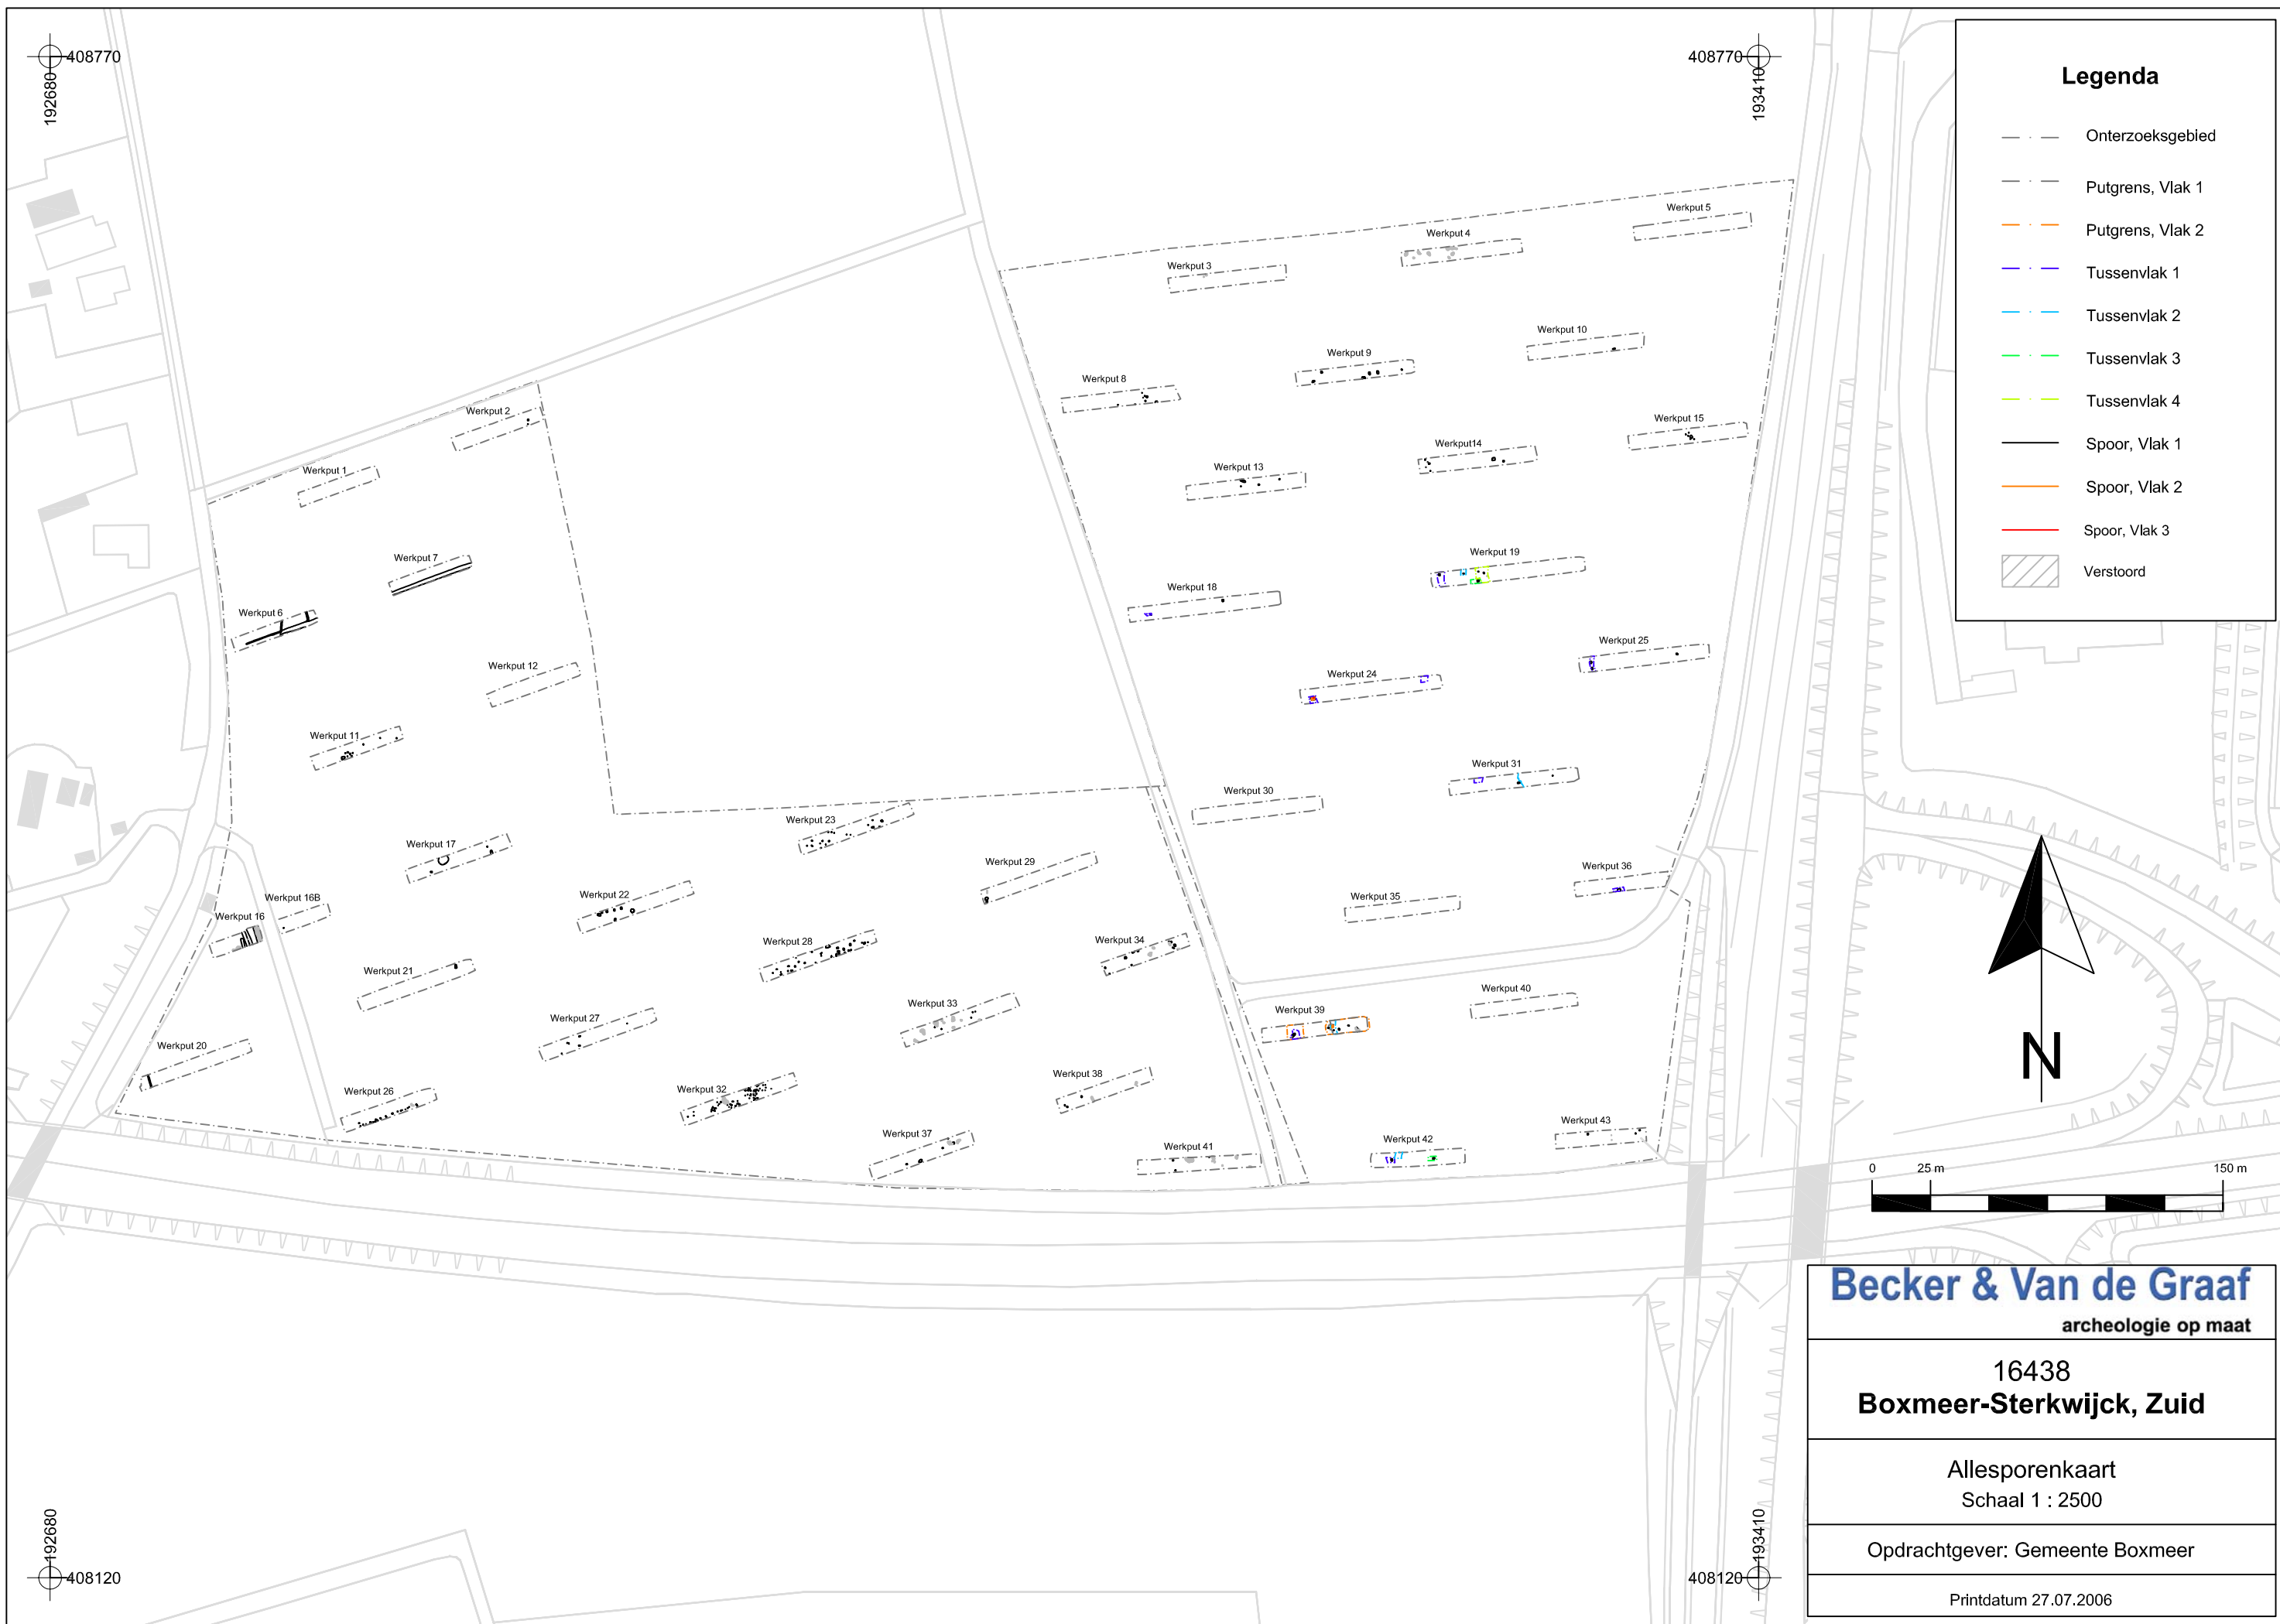 408770
192680
408770
193410
Legenda
Onterzoeksgebied
Putgrens, Vlak 1
Putgrens, Vlak 2
Tussenvlak 1
Tussenvlak 2
Tussenvlak 3
Tussenvlak 4
Spoor, Vlak 1
Spoor, Vlak 2
Spoor, Vlak 3
Verstoord
Werkput 5
Werkput 4
Werkput 3
Werkput 10
Werkput 9
Werkput 8
Werkput 2
Werkput 15
Werkput14
Werkput 13
Werkput 1
Werkput 19
Werkput 7
Werkput 18
Werkput 6
Werkput 25
Werkput 12
Werkput 24
Werkput 11
Werkput 31
Werkput 30
Werkput 23
Werkput 17
Werkput 29
Werkput 36
Werkput 35
Werkput 22
Werkput 16B
Werkput 16
Werkput 28
Werkput 34
Werkput 21
Werkput 40
Werkput 33
Werkput 39
Werkput 27
Werkput 20
Werkput 38
Werkput 32
Werkput 26
Werkput 43
Werkput 37
Werkput 42
Werkput 41
N
0
25 m
150 m
Becker & Van de Graaf
archeologie op maat
16438
Boxmeer-Sterkwijck, Zuid
Allesporenkaart
Schaal 1 : 2500
Opdrachtgever: Gemeente Boxmeer
Printdatum 27.07.2006
192680
408120
193410
408120